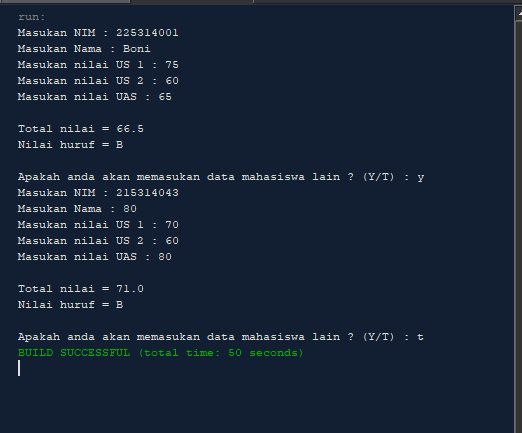 run:
Masukan NIM : 225314001
Masukan Nama : Boni
Masukan nilai US 1 : 75
Masukan nilai US 2 : 60
Masukan nilai UAS : 65
Total nilai = 66.5
Nilai huruf = B
Apakah anda akan memasukan data mahasiswa lain ? (Y/T) : y
Masukan NIM : 215314043
Masukan Nama : 80
Masukan nilai US 1 : 70
Masukan nilai US 2 : 60
Masukan nilai UAS : 80
Total nilai = 71.0
Nilai huruf = B
Apakah anda akan memasukan data mahasiswa lain ? (Y/T) : t
BUILD SUCCESSFUL (total time: 50 seconds)